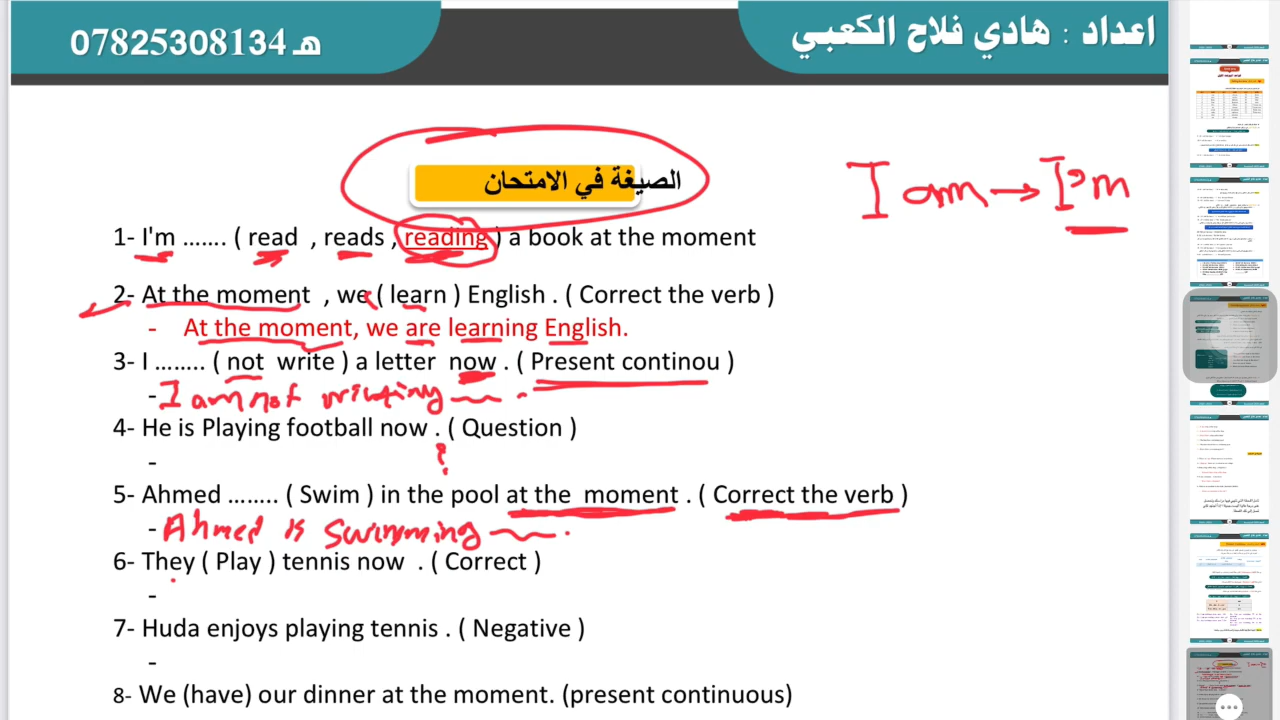 اعداد : هادي فلاح الكعبي
هـ 07825308134
الصيغة في الامتحان
I am → I'm
1- I'm ....... ( read , reads , reading ) a book at the moment
2- At the moment , we ( learn ) English . ( Correct the verb )
- At the moment, we are learning English.
3- I ........ ( not write ) a letter now . ( Present continou )
- I am not writing
4- He is Playing football now . ( Question )
- ?
5- Ahmed ........ ( Swim ) in the pool at the moment . ( Correct the verb )
- Ahmed is swimming
6- They ( Play ) tennis now . ( Correct )
-
7- Huda enjoys playing tennis . ( Negative )
-
8- We (have) our dinner at the moment. (present continuous)